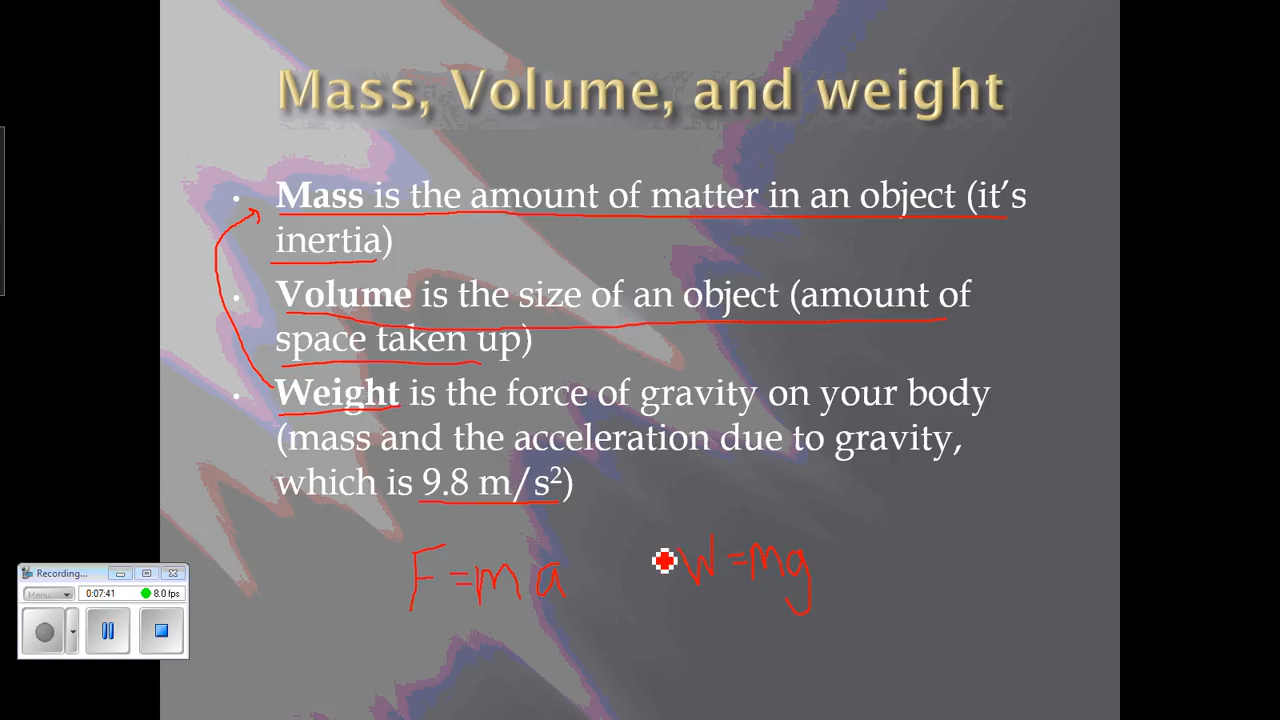 Mass, Volume, and weight
• Mass is the amount of matter in an object (it's
inertia)
• Volume is the size of an object (amount of
space taken up)
• Weight is the force of gravity on your body
(mass and the acceleration due to gravity,
which is 9.8 m/s²)
F=ma W=mg
Recording...
Menu
0:07:41 8.0 fps